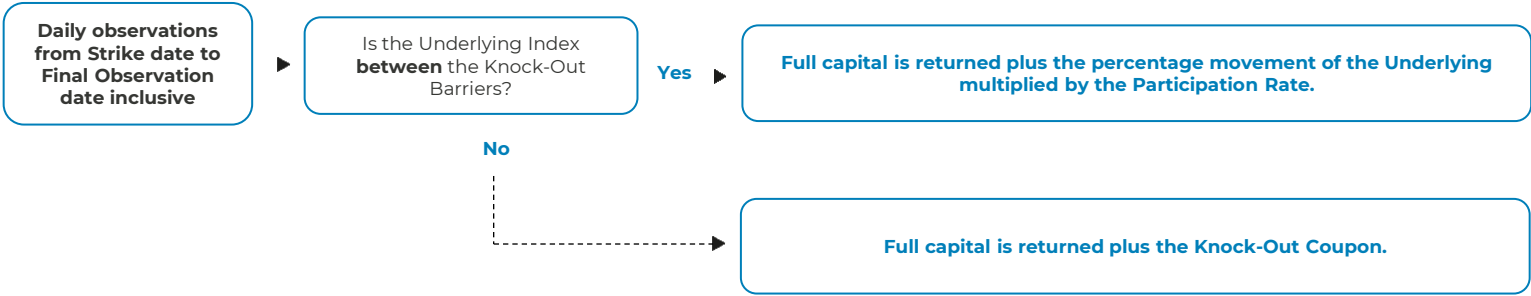 Daily observations
from Strike date to
Final Observation
date inclusive
Is the Underlying Index
between the Knock-Out
Barriers?
Yes
Full capital is returned plus the percentage movement of the Underlying
multiplied by the Participation Rate.
No
Full capital is returned plus the Knock-Out Coupon.